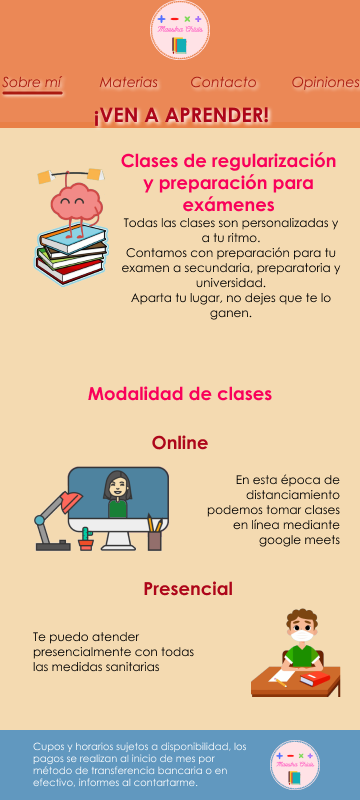 Maestra Chisis
Sobre mí Materias Contacto Opiniones
¡VEN A APRENDER!
Clases de regularización
y preparación para
exámenes
Todas las clases son personalizadas y
a tu ritmo.
Contamos con preparación para tu
examen a secundaria, preparatoria y
universidad.
Aparta tu lugar, no dejes que te lo
ganen.
Modalidad de clases
Online
En esta época de
distanciamiento
podemos tomar clases
en línea mediante
google meets
Presencial
Te puedo atender
presencialmente con todas
las medidas sanitarias
Cupos y horarios sujetos a disponibilidad, los
pagos se realizan al inicio de mes por
método de transferencia bancaria o en
efectivo, informes al contartarme.